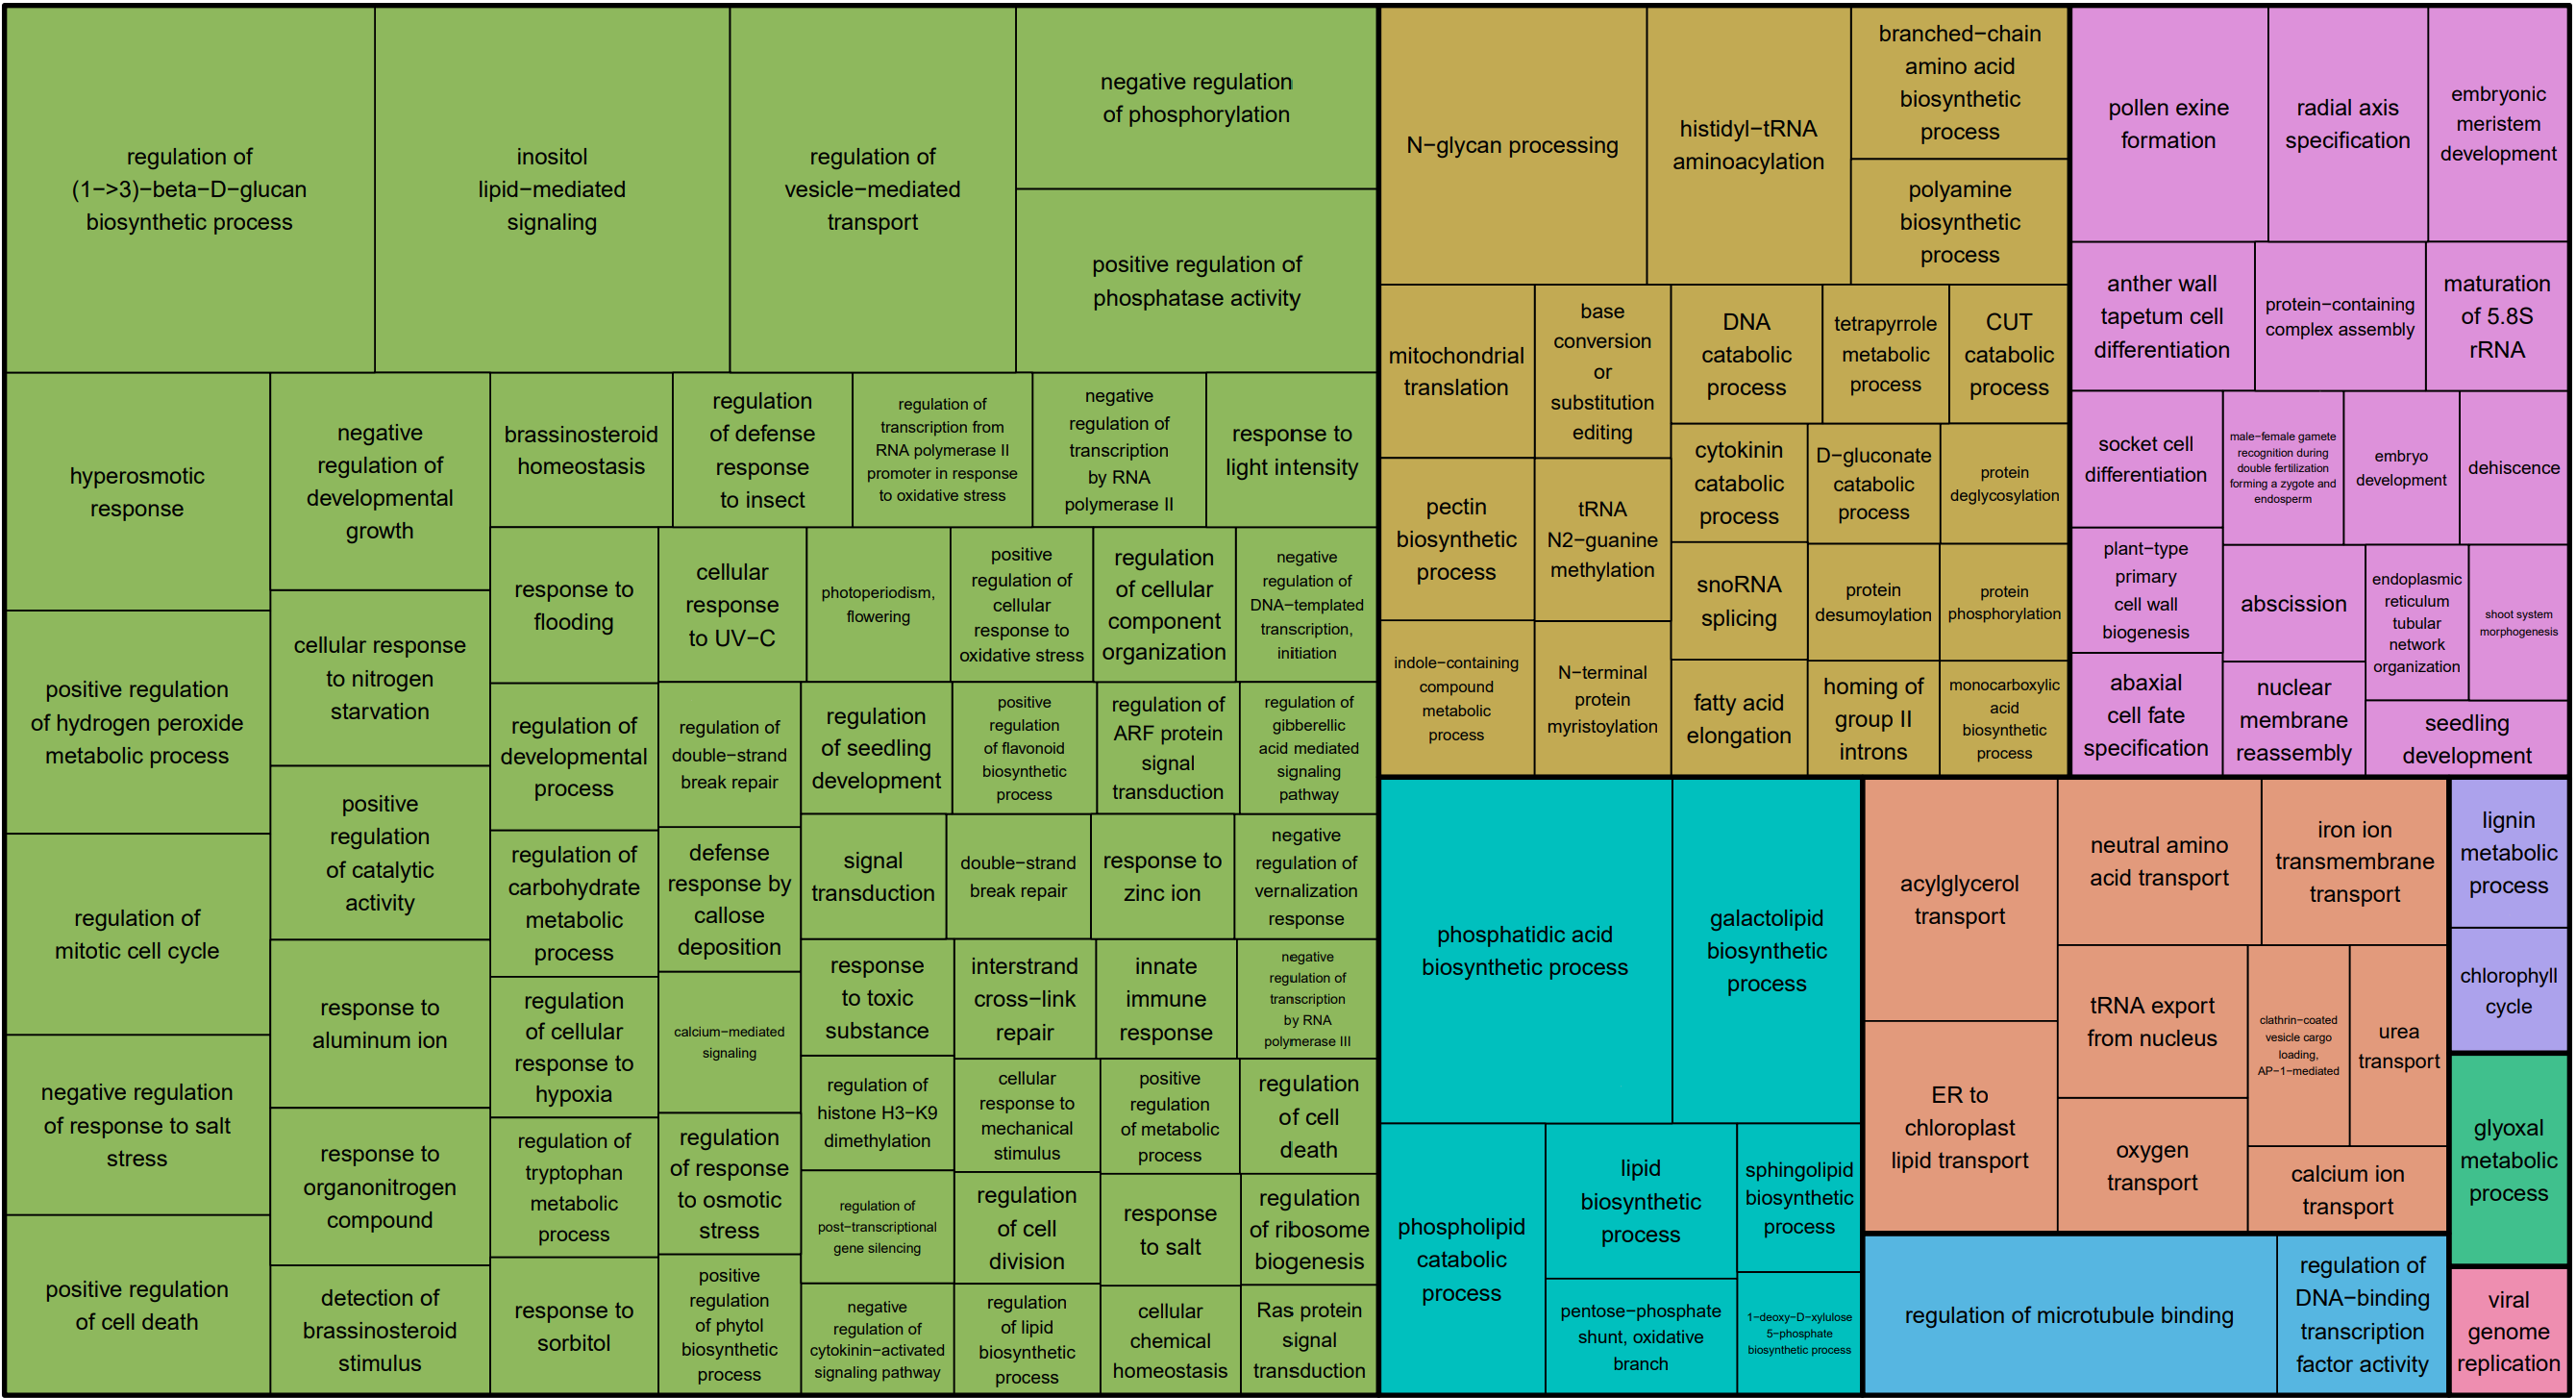 regulation of
(1−>3)−beta−D−glucan
biosynthetic process
inositol
lipid−mediated
signaling
regulation of
vesicle−mediated
transport
negative regulation
of phosphorylation
positive regulation of
phosphatase activity
hyperosmotic
response
positive regulation
of hydrogen peroxide
metabolic process
regulation of
mitotic cell cycle
negative regulation
of response to salt
stress
positive regulation
of cell death
negative
regulation of
developmental
growth
cellular response
to nitrogen
starvation
positive
regulation
of catalytic
activity
response to
aluminum ion
response to
organonitrogen
compound
detection of
brassinosteroid
stimulus
brassinosteroid
homeostasis
regulation
of defense
response
to insect
regulation of
transcription from
RNA polymerase II
promoter in response
to oxidative stress
negative
regulation of
transcription
by RNA
polymerase II
response to
light intensity
response to
flooding
regulation of
developmental
process
regulation of
carbohydrate
metabolic
process
regulation
of cellular
response to
hypoxia
regulation of
tryptophan
metabolic
process
response to
sorbitol
cellular
response
to UV−C
photoperiodism,
flowering
positive
regulation of
cellular
response to
oxidative stress
regulation
of cellular
component
organization
negative
regulation of
DNA−templated
transcription,
initiation
regulation of
double−strand
break repair
defense
response by
callose
deposition
calcium−mediated
signaling
regulation
of response
to osmotic
stress
positive
regulation
of phytol
biosynthetic
process
regulation
of seedling
development
positive
regulation
of flavonoid
biosynthetic
process
regulation of
ARF protein
signal
transduction
regulation of
gibberellic
acid mediated
signaling
pathway
signal
transduction
double−strand
break repair
response to
zinc ion
negative
regulation of
vernalization
response
response
to toxic
substance
interstrand
cross−link
repair
innate
immune
response
negative
regulation of
transcription
by RNA
polymerase III
regulation of
histone H3−K9
dimethylation
cellular
response to
mechanical
stimulus
positive
regulation
of metabolic
process
regulation
of cell
death
regulation of
post−transcriptional
gene silencing
regulation
of cell
division
response
to salt
regulation
of ribosome
biogenesis
negative
regulation of
cytokinin−activated
signaling pathway
regulation
of lipid
biosynthetic
process
cellular
chemical
homeostasis
Ras protein
signal
transduction
N−glycan processing
histidyl−tRNA
aminoacylation
branched−chain
amino acid
biosynthetic
process
polyamine
biosynthetic
process
mitochondrial
translation
base
conversion
or
substitution
editing
DNA
catabolic
process
tetrapyrrole
metabolic
process
CUT
catabolic
process
pectin
biosynthetic
process
tRNA
N2−guanine
methylation
cytokinin
catabolic
process
D−gluconate
catabolic
process
protein
deglycosylation
snoRNA
splicing
protein
desumoylation
protein
phosphorylation
indole−containing
compound
metabolic
process
N−terminal
protein
myristoylation
fatty acid
elongation
homing of
group II
introns
monocarboxylic
acid
biosynthetic
process
pollen exine
formation
radial axis
specification
embryonic
meristem
development
anther wall
tapetum cell
differentiation
protein−containing
complex assembly
maturation
of 5.8S
rRNA
socket cell
differentiation
male−female gamete
recognition during
double fertilization
forming a zygote and
endosperm
embryo
development
dehiscence
plant−type
primary
cell wall
biogenesis
abscission
endoplasmic
reticulum
tubular
network
organization
shoot system
morphogenesis
abaxial
cell fate
specification
nuclear
membrane
reassembly
seedling
development
phosphatidic acid
biosynthetic process
galactolipid
biosynthetic
process
phospholipid
catabolic
process
lipid
biosynthetic
process
sphingolipid
biosynthetic
process
pentose−phosphate
shunt, oxidative
branch
1−deoxy−D−xylulose
5−phosphate
biosynthetic process
acylglycerol
transport
neutral amino
acid transport
iron ion
transmembrane
transport
ER to
chloroplast
lipid transport
tRNA export
from nucleus
clathrin−coated
vesicle cargo
loading,
AP−1−mediated
urea
transport
oxygen
transport
calcium ion
transport
regulation of microtubule binding
regulation of
DNA−binding
transcription
factor activity
lignin
metabolic
process
chlorophyll
cycle
glyoxal
metabolic
process
viral
genome
replication